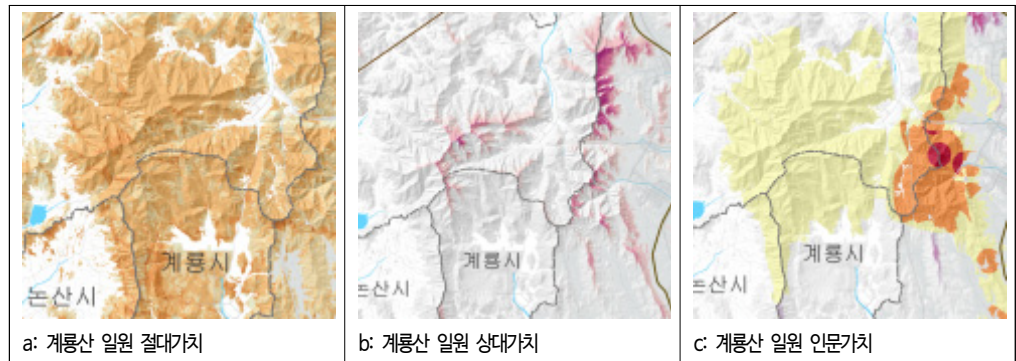 계룡시
논산시
a: 계룡산 일원 절대가치
계룡시
논산시
b: 계룡산 일원 상대가치
계룡시
논산시
c: 계룡산 일원 인문가치